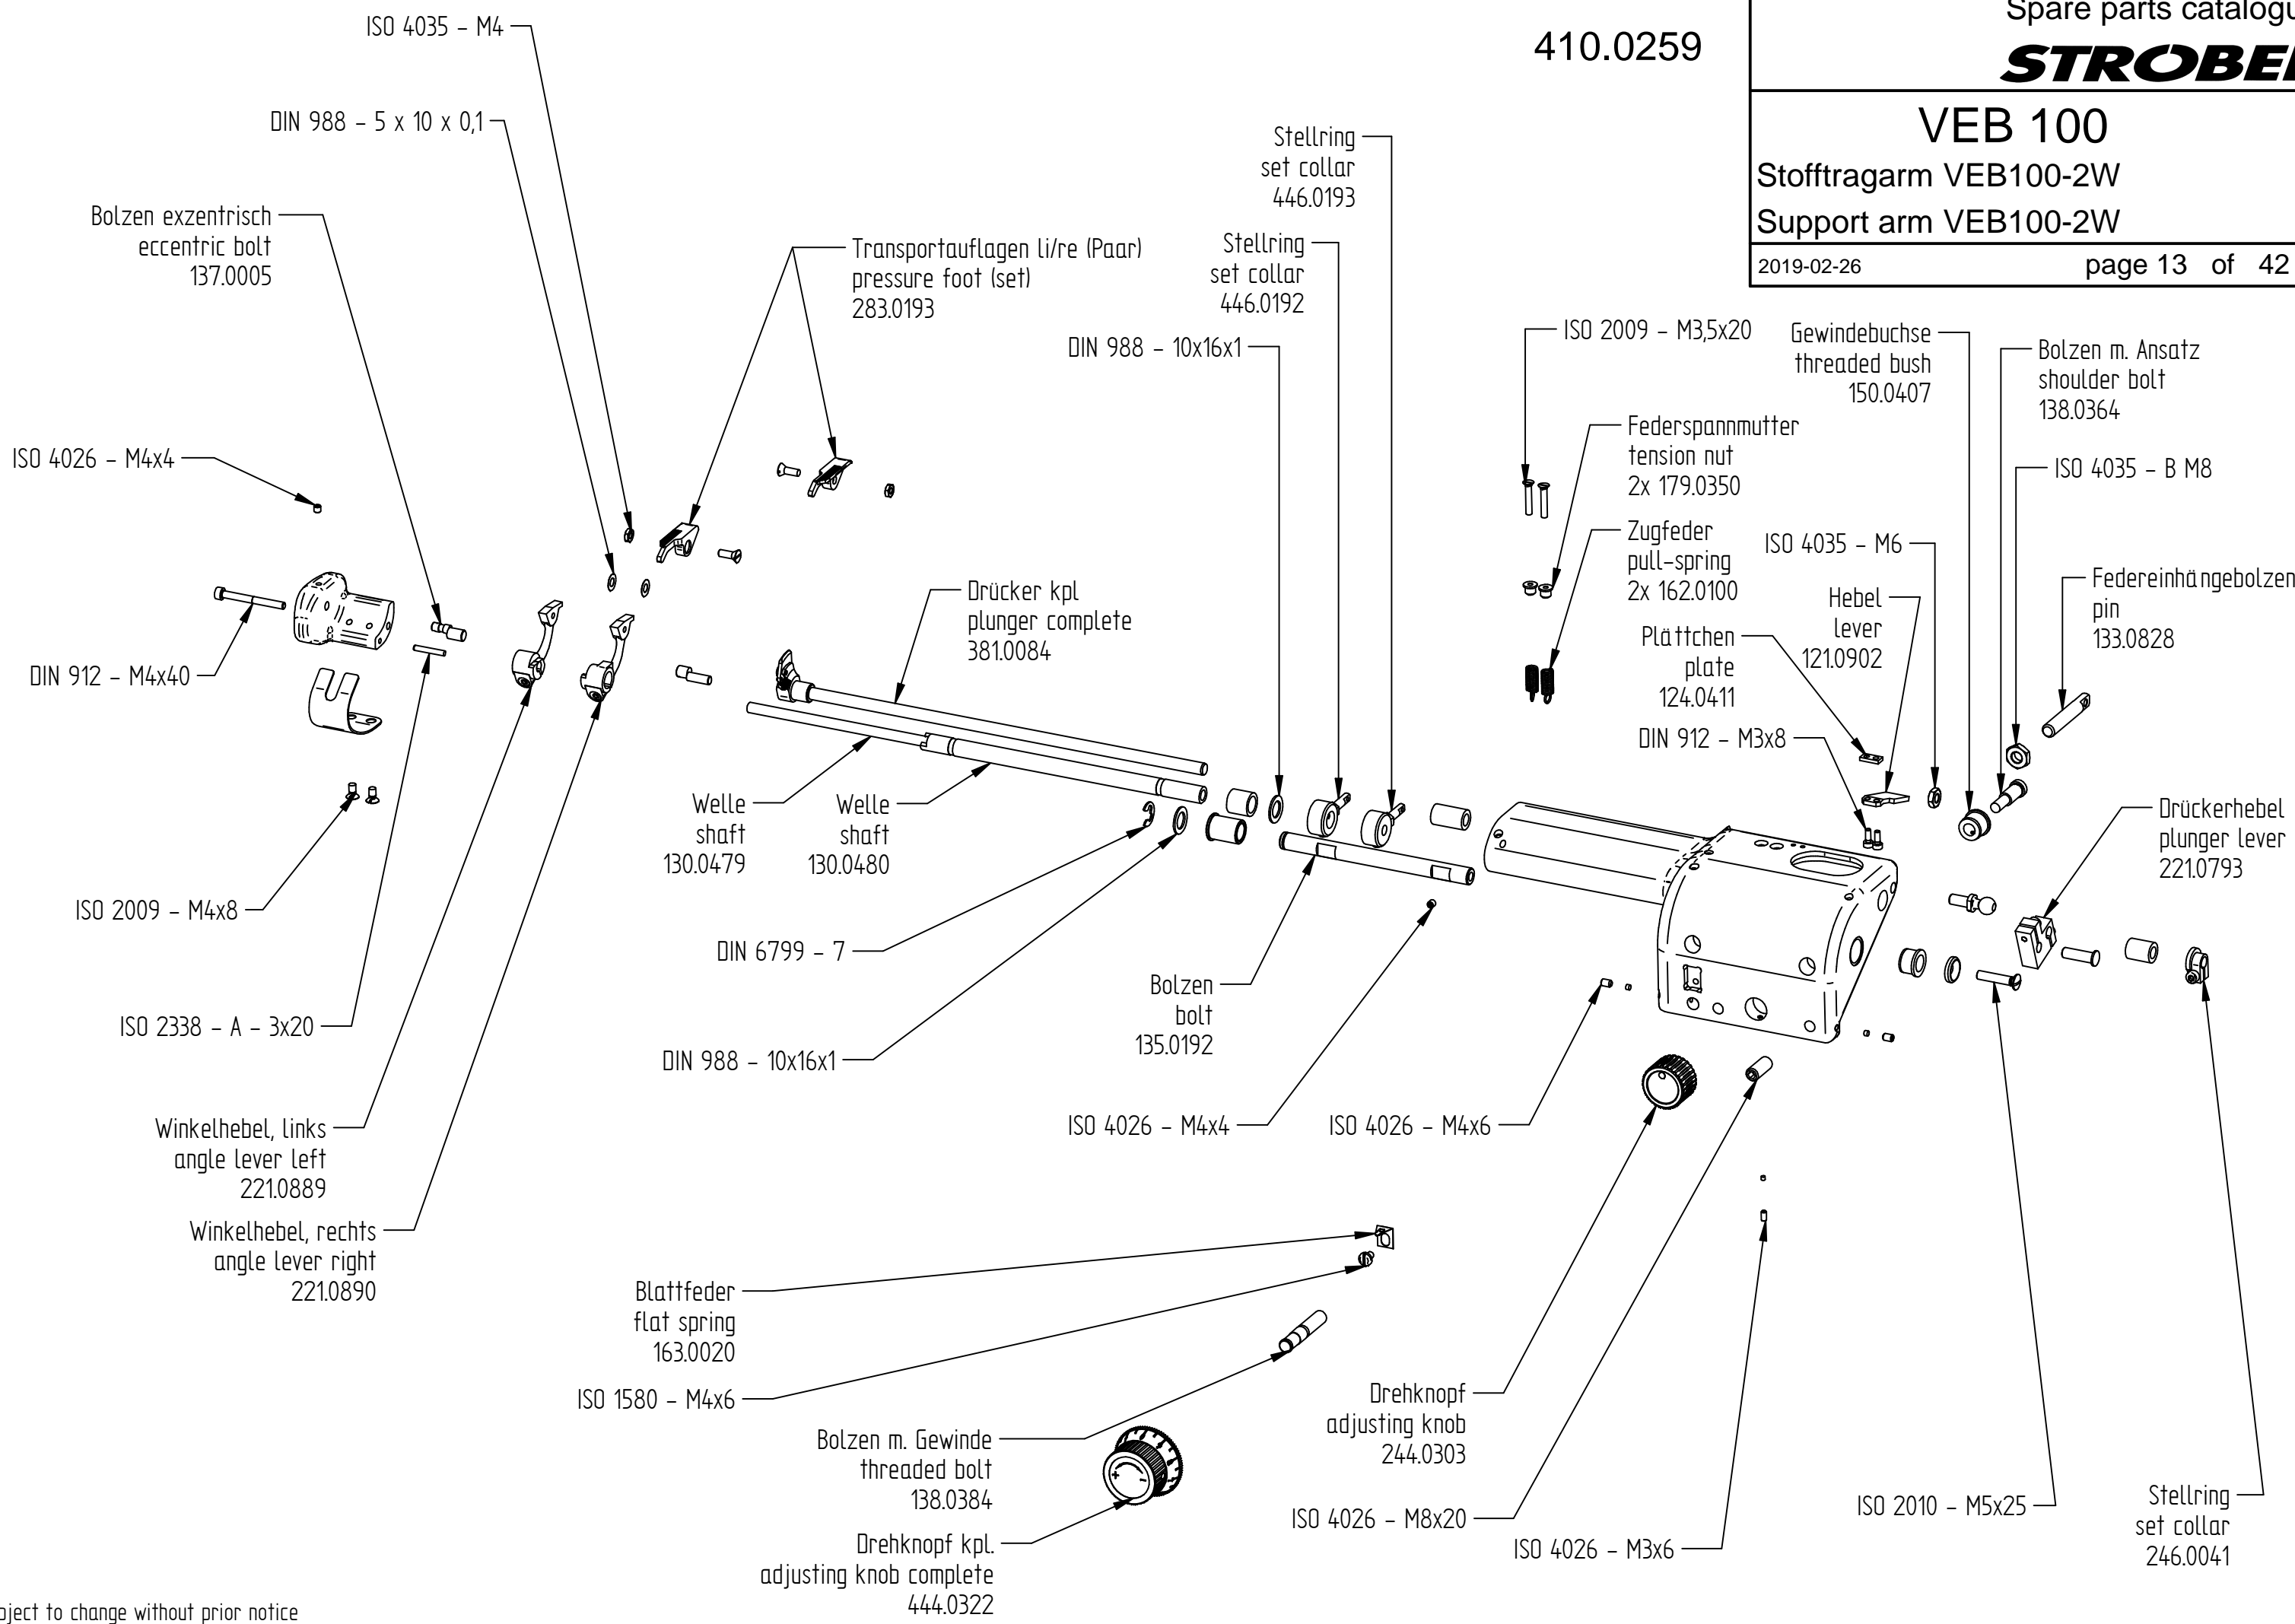 410.0259
Spare parts catalogu
STROBEL
VEB 100
Stofftragarm VEB100-2W
Support arm VEB100-2W
2019-02-26 page 13 of 42
ISO 4035 - M4
DIN 988 - 5 x 10 x 0,1
Bolzen exzentrisch
eccentric bolt
137.0005
ISO 4026 - M4x4
DIN 912 - M4x40
ISO 2009 - M4x8
ISO 2338 - A - 3x20
Winkelhebel, links
angle lever left
221.0889
Winkelhebel, rechts
angle lever right
221.0890
Transportauflagen li/re (Paar)
pressure foot (set)
283.0193
Drücker kpl
plunger complete
381.0084
Welle
shaft
130.0479
Welle
shaft
130.0480
DIN 6799 - 7
DIN 988 - 10x16x1
Stellring
set collar
446.0193
Stellring
set collar
446.0192
DIN 988 - 10x16x1
Bolzen
bolt
135.0192
ISO 4026 - M4x4
ISO 4026 - M4x6
ISO 2009 - M3,5x20
Federspannmutter
tension nut
2x 179.0350
Zugfeder
pull-spring
2x 162.0100
Plättchen
plate
124.0411
DIN 912 - M3x8
Gewindebuchse
threaded bush
150.0407
ISO 4035 - M6
Hebel
lever
121.0902
Bolzen m. Ansatz
shoulder bolt
138.0364
ISO 4035 - B M8
Federeinhängebolzen
pin
133.0828
Drückerhebel
plunger lever
221.0793
Blattfeder
flat spring
163.0020
ISO 1580 - M4x6
Bolzen m. Gewinde
threaded bolt
138.0384
Drehknopf kpl.
adjusting knob complete
444.0322
Drehknopf
adjusting knob
244.0303
ISO 4026 - M8x20
ISO 4026 - M3x6
ISO 2010 - M5x25
Stellring
set collar
246.0041
+ -
bject to change without prior notice